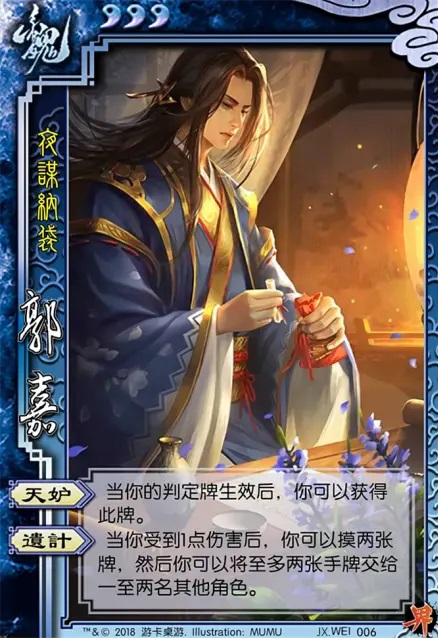 魏
夜謀納袋
郭嘉
天妒
当你的判定牌生效后，你可以获得
此牌。
遺計
当你受到1点伤害后，你可以摸两张
牌，然后你可以将至多两张手牌交给
一至两名其他角色。
™&© 2018 游卡桌游. Illustration: MUMU
JX.WEI 006
界